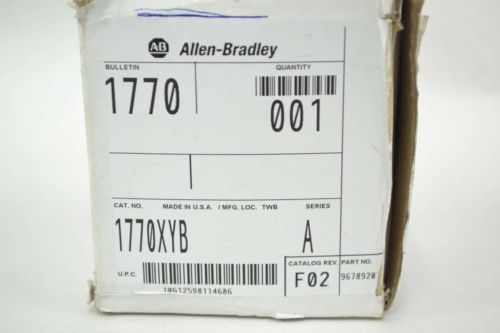 AB Allen-Bradley
BULLETIN QUANTITY
1770 001
CAT. NO. MADE IN U.S.A. / MFG. LOC. TWB SERIES
1770XYB A
U.P.C. CATALOG REV. PART NO.
10612598114686 F02 9678920